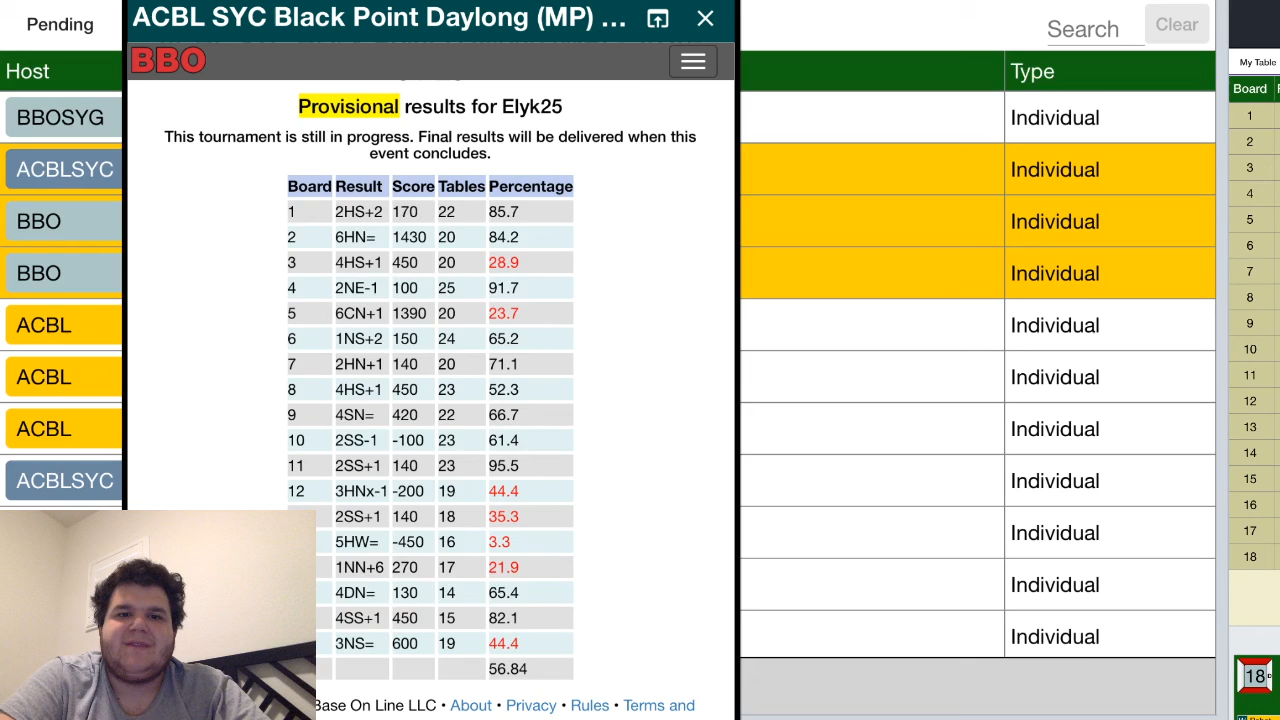 Pending
ACBL SYC Black Point Daylong (MP) ...
Search
Clear
BBO
Host
Type
My Table
Board
Provisional results for Elyk25
This tournament is still in progress. Final results will be delivered when this
event concludes.
BBOSYG
ACBLSYC
BBO
BBO
ACBL
ACBL
ACBL
ACBLSYC
Board Result Score Tables Percentage
1 2HS+2 170 22 85.7
2 6HN= 1430 20 84.2
3 4HS+1 450 20 28.9
4 2NE-1 100 25 91.7
5 6CN+1 1390 20 23.7
6 1NS+2 150 24 65.2
7 2HN+1 140 20 71.1
8 4HS+1 450 23 52.3
9 4SN= 420 22 66.7
10 2SS-1 -100 23 61.4
11 2SS+1 140 23 95.5
12 3HNx-1 -200 19 44.4
2SS+1 140 18 35.3
5HW= -450 16 3.3
1NN+6 270 17 21.9
4DN= 130 14 65.4
4SS+1 450 15 82.1
3NS= 600 19 44.4
56.84
Base On Line LLC • About • Privacy • Rules • Terms and
Individual
Individual
Individual
Individual
Individual
Individual
Individual
Individual
Individual
Individual
Individual
1
2
3
4
5
6
7
8
9
10
11
12
13
14
15
16
17
18
18